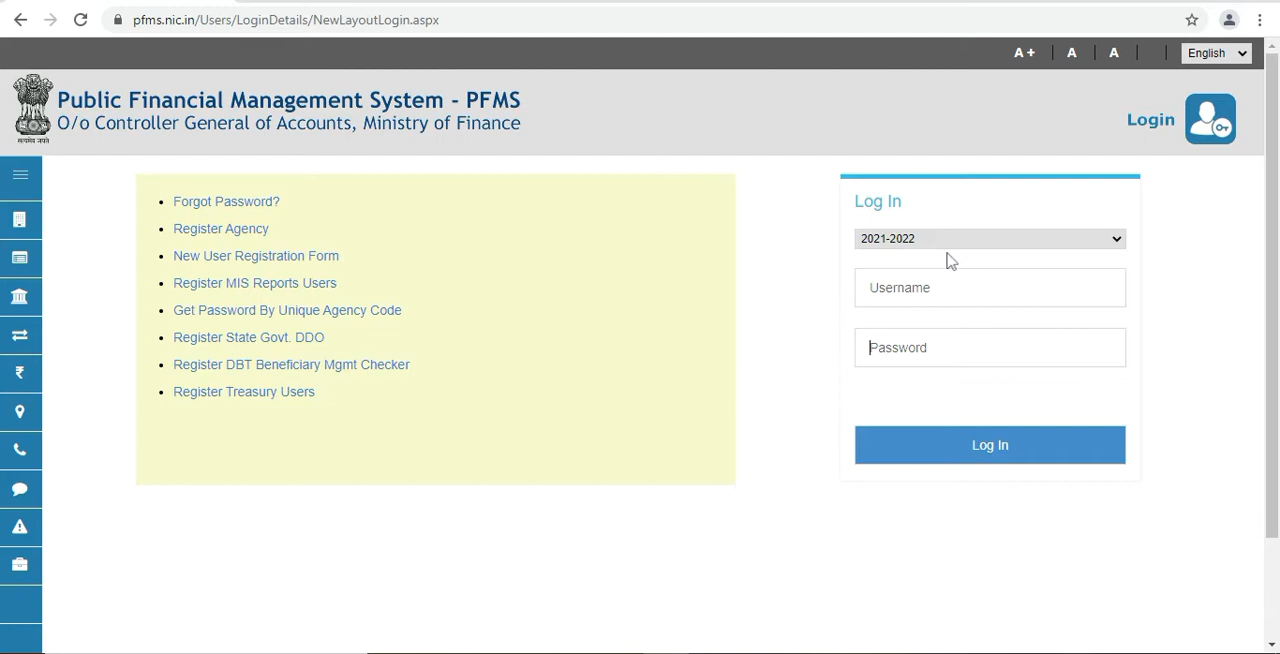 pfms.nic.in/Users/LoginDetails/NewLayoutLogin.aspx
A + A A English
Public Financial Management System - PFMS
O/o Controller General of Accounts, Ministry of Finance
सत्यमेव जयते
Login
Forgot Password?
Register Agency
New User Registration Form
Register MIS Reports Users
Get Password By Unique Agency Code
Register State Govt. DDO
Register DBT Beneficiary Mgmt Checker
Register Treasury Users
Log In
2021-2022
Username
Password
Log In
₹